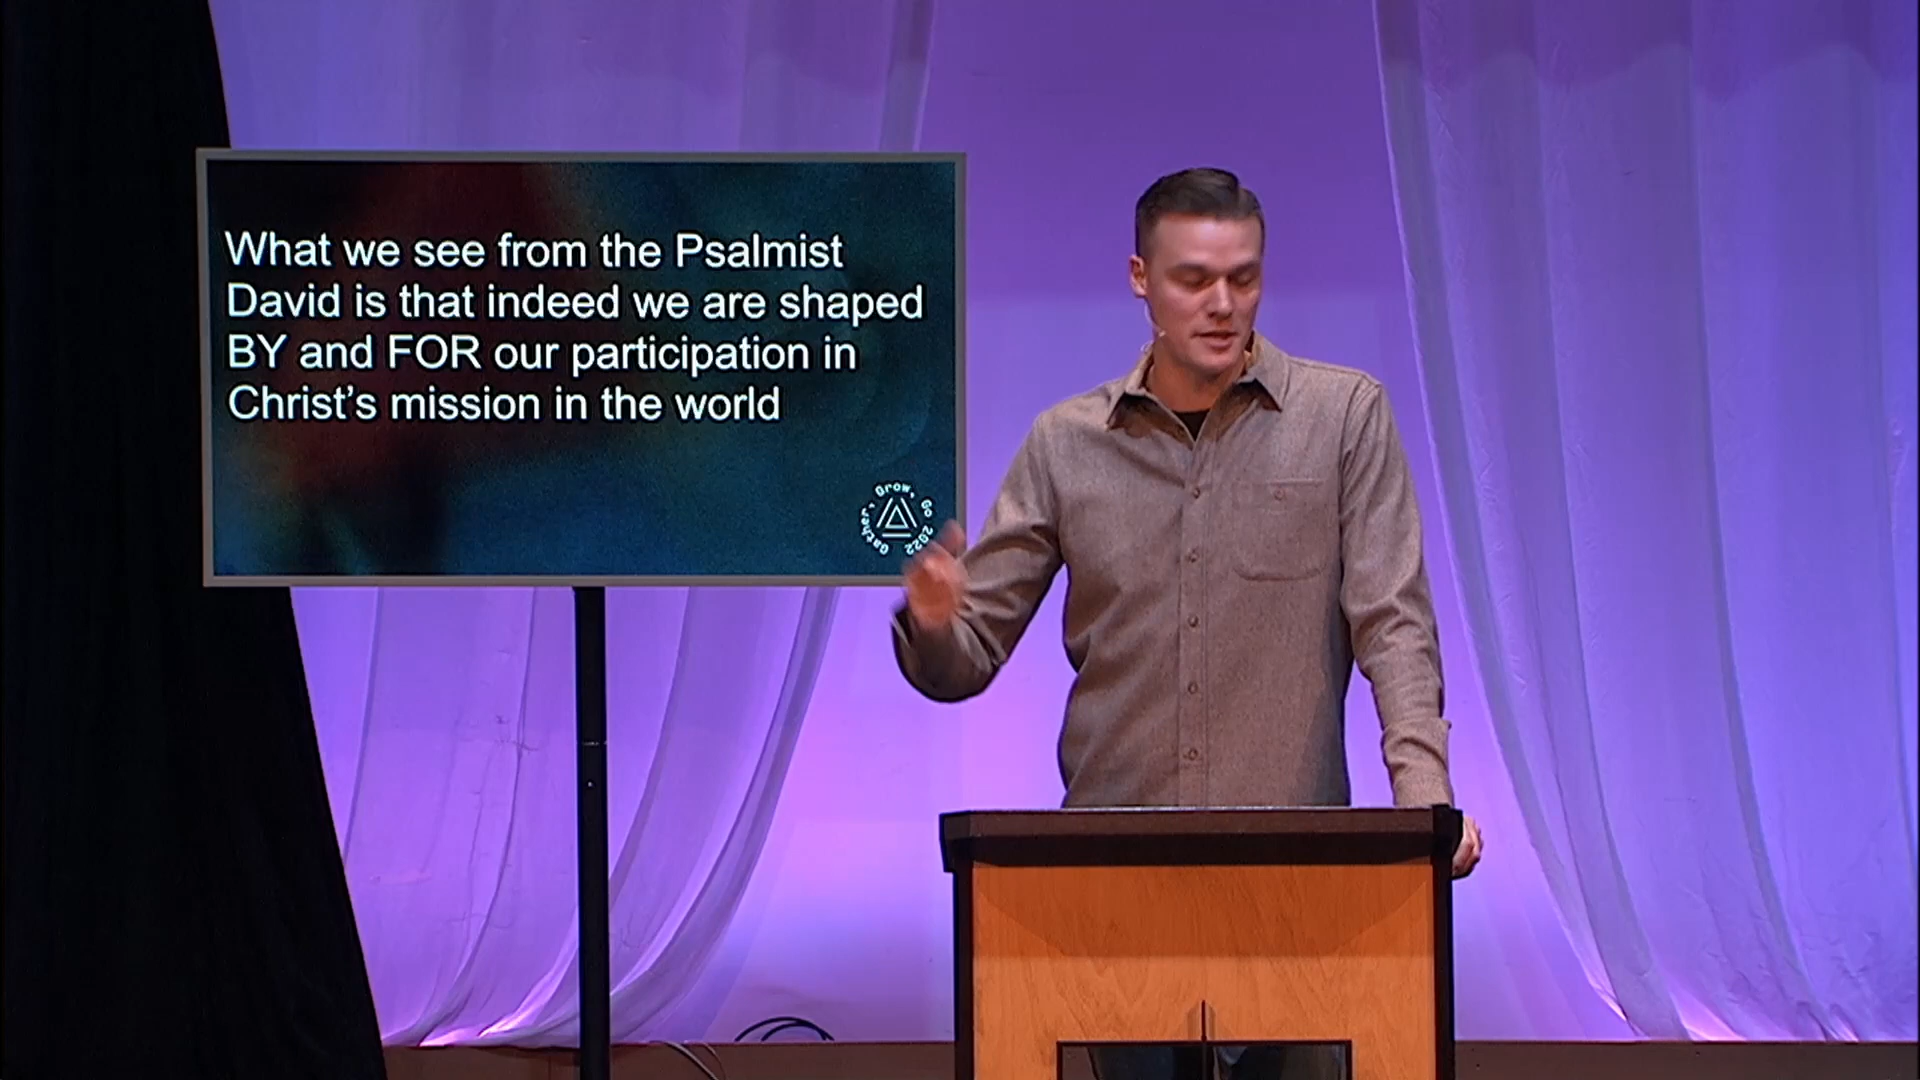 What we see from the Psalmist
David is that indeed we are shaped
BY and FOR our participation in
Christ's mission in the world
Gather, Grow, Go 2022